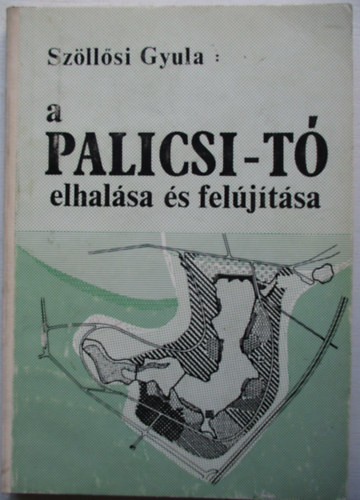 Szöllősi Gyula :
a
PALICSI-TÓ
elhalása és felújítása